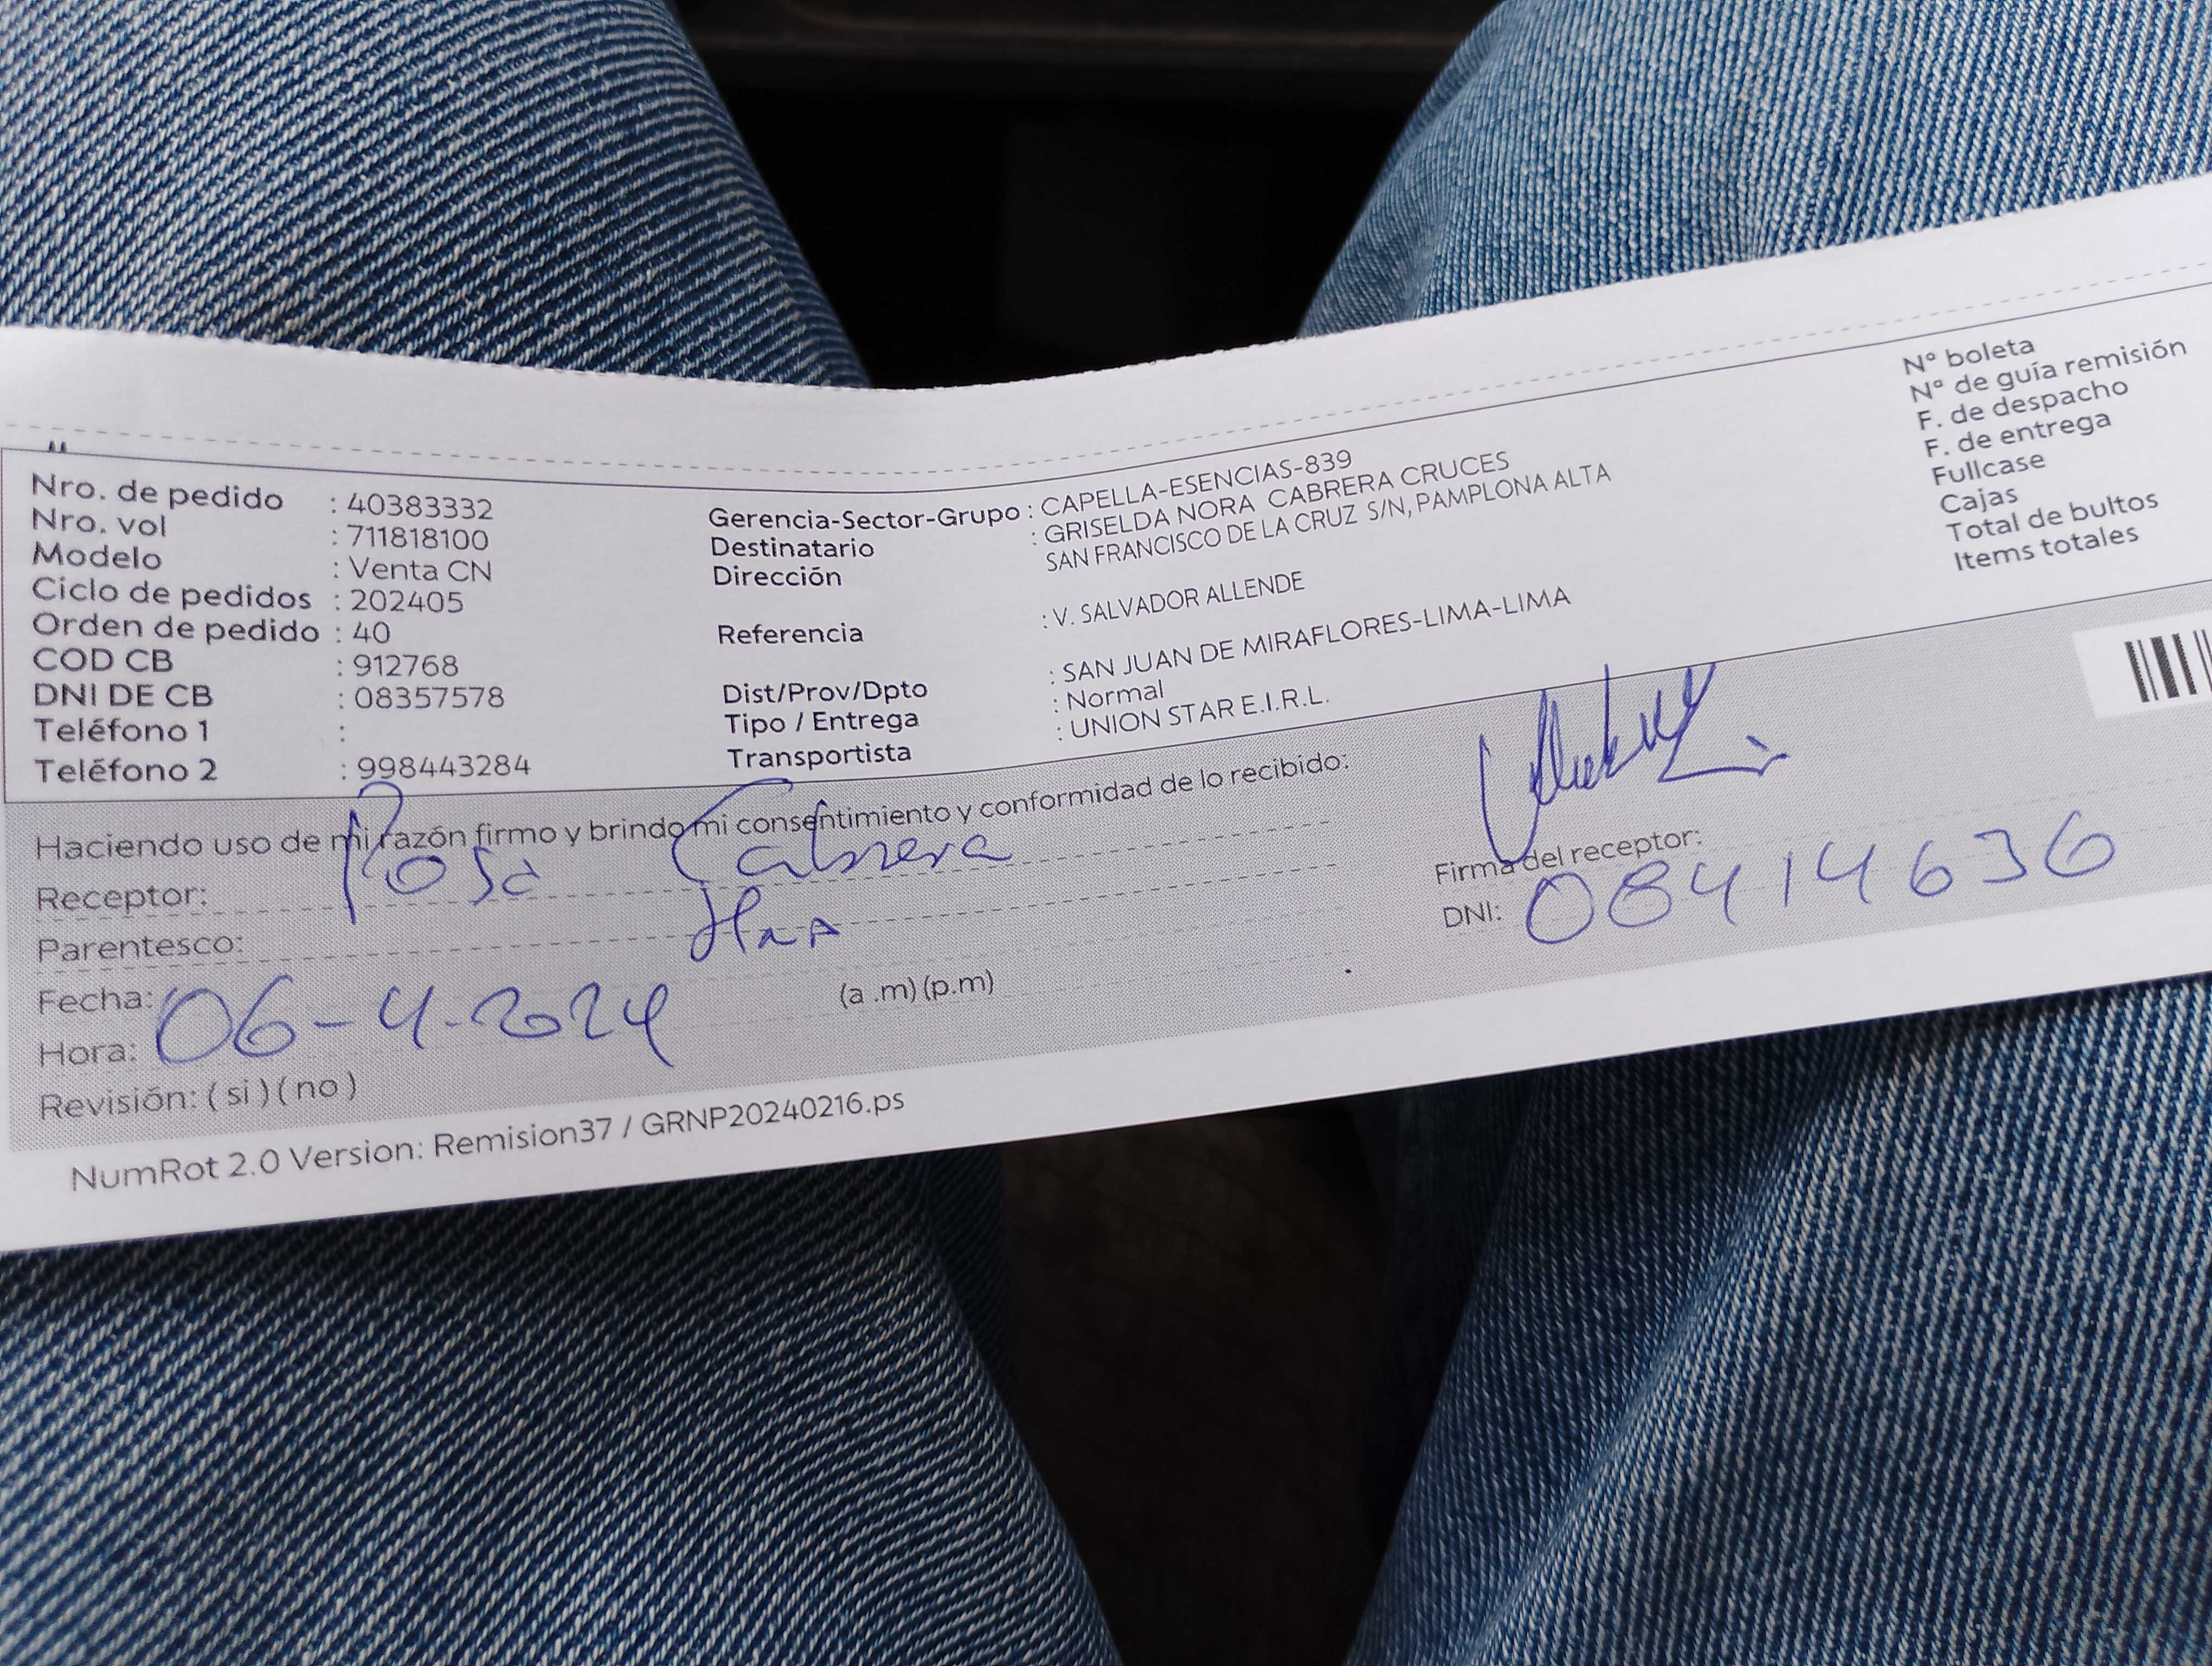 Nro. de pedido : 40383332
Nro. vol : 711818100
Modelo : Venta CN
Ciclo de pedidos : 202405
Orden de pedido : 40
COD CB : 912768
DNI DE CB : 08357578
Teléfono 1 :
Teléfono 2 : 998443284
Gerencia-Sector-Grupo : CAPELLA-ESENCIAS-839
Destinatario : GRISELDA NORA CABRERA CRUCES
Dirección SAN FRANCISCO DE LA CRUZ S/N, PAMPLONA ALTA
Referencia : V. SALVADOR ALLENDE
Dist/Prov/Dpto : SAN JUAN DE MIRAFLORES-LIMA-LIMA
Tipo / Entrega : Normal
Transportista : UNION STAR E.I.R.L.
N° boleta
N° de guía remisión
F. de despacho
F. de entrega
Fullcase
Cajas
Total de bultos
Items totales
Haciendo uso de mi razón firmo y brindo mi consentimiento y conformidad de lo recibido:
Receptor: Rosa Cabrera
Parentesco:
Fecha: 06-4-2024
Hora: (a .m) (p.m)
Revisión: ( si ) ( no )
Firma del receptor:
DNI: 08414636
NumRot 2.0 Version: Remision37 / GRNP20240216.ps